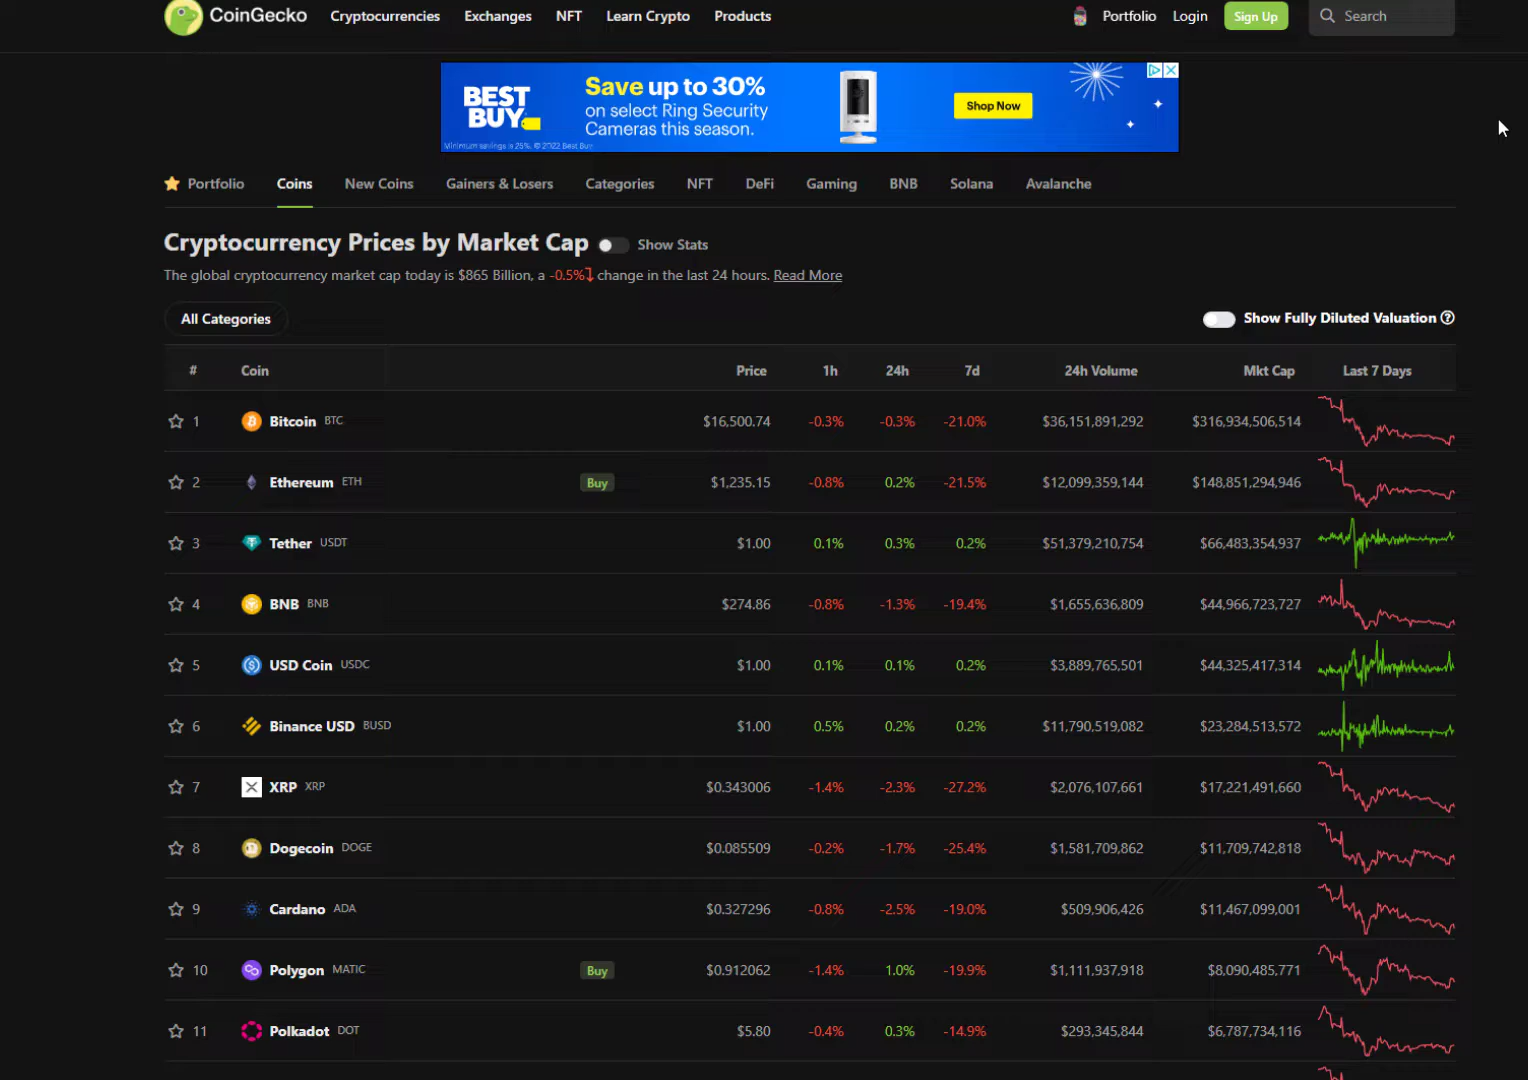 CoinGecko Cryptocurrencies Exchanges NFT Learn Crypto Products Portfolio Login Sign Up Search
BEST BUY Save up to 30% on select Ring Security Cameras this season. Shop Now
Minimum savings is 25%. © 2022 Best Buy
Portfolio Coins New Coins Gainers & Losers Categories NFT DeFi Gaming BNB Solana Avalanche
Cryptocurrency Prices by Market Cap Show Stats
The global cryptocurrency market cap today is $865 Billion, a -0.5% change in the last 24 hours. Read More
All Categories Show Fully Diluted Valuation ?
# Coin Price 1h 24h 7d 24h Volume Mkt Cap Last 7 Days
1 Bitcoin BTC $16,500.74 -0.3% -0.3% -21.0% $36,151,891,292 $316,934,506,514
2 Ethereum ETH Buy $1,235.15 -0.8% 0.2% -21.5% $12,099,359,144 $148,851,294,946
3 Tether USDT $1.00 0.1% 0.3% 0.2% $51,379,210,754 $66,483,354,937
4 BNB BNB $274.86 -0.8% -1.3% -19.4% $1,655,636,809 $44,966,723,727
5 USD Coin USDC $1.00 0.1% 0.1% 0.2% $3,889,765,501 $44,325,417,314
6 Binance USD BUSD $1.00 0.5% 0.2% 0.2% $11,790,519,082 $23,284,513,572
7 XRP XRP $0.343006 -1.4% -2.3% -27.2% $2,076,107,661 $17,221,491,660
8 Dogecoin DOGE $0.085509 -0.2% -1.7% -25.4% $1,581,709,862 $11,709,742,818
9 Cardano ADA $0.327296 -0.8% -2.5% -19.0% $509,906,426 $11,467,099,001
10 Polygon MATIC Buy $0.912062 -1.4% 1.0% -19.9% $1,111,937,918 $8,090,485,771
11 Polkadot DOT $5.80 -0.4% 0.3% -14.9% $293,345,844 $6,787,734,116